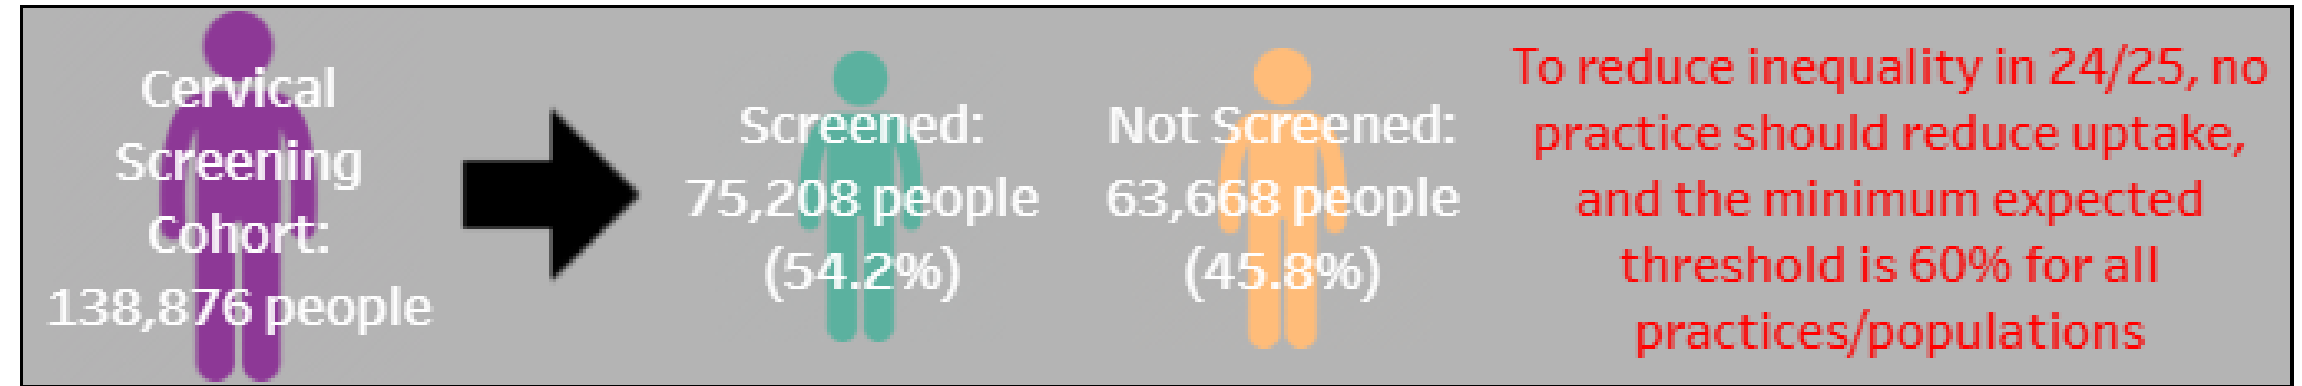 Cervical
Screening
Cohort:
138,876 people
Screened:
75,208 people
(54.2%)
Not Screened:
63,668 people
(45.8%)
To reduce inequality in 24/25, no
practice should reduce uptake,
and the minimum expected
threshold is 60% for all
practices/populations